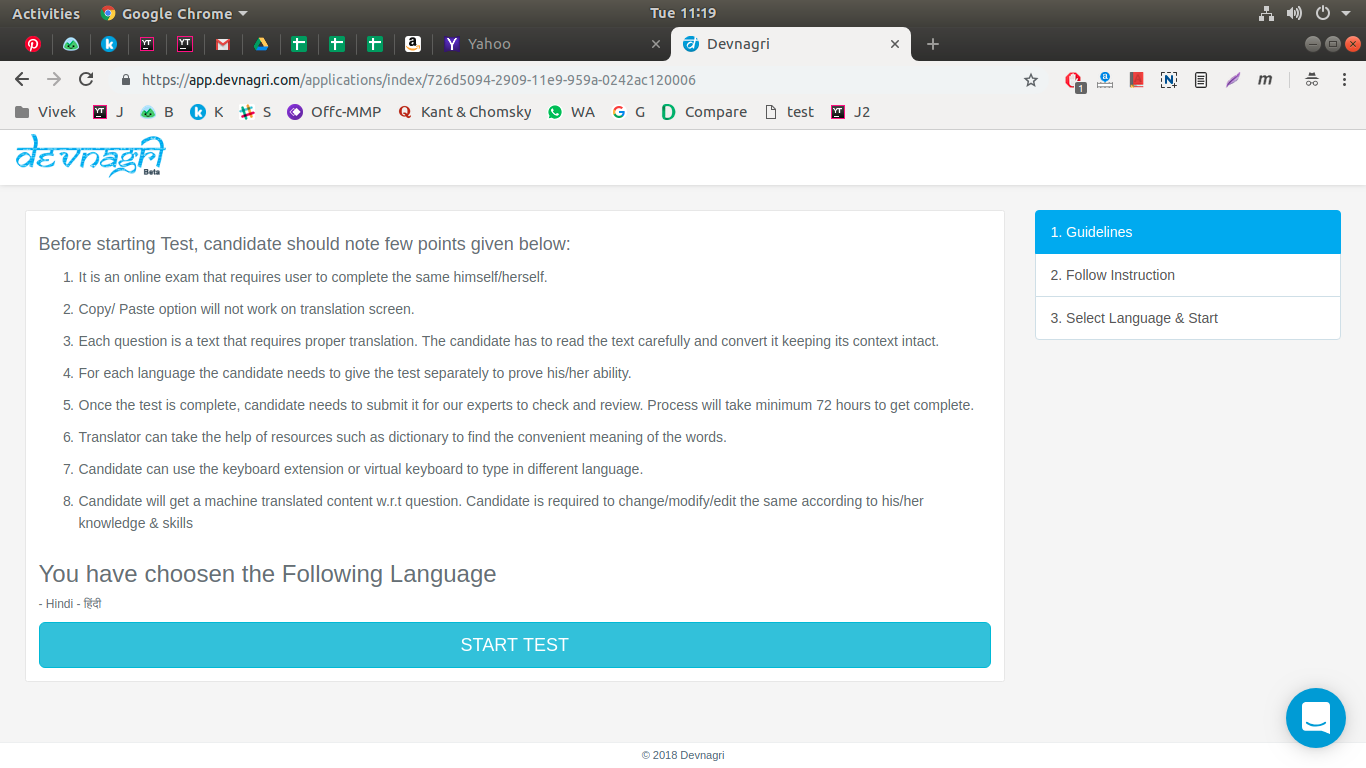 Activities Google Chrome Tue 11:19
Yahoo Devnagri
https://app.devnagri.com/applications/index/726d5094-2909-11e9-959a-0242ac120006 1
Vivek J B K S Offc-MMP Kant & Chomsky WA G Compare test J2
devnagri
Beta
Before starting Test, candidate should note few points given below:
1. It is an online exam that requires user to complete the same himself/herself.
2. Copy/ Paste option will not work on translation screen.
3. Each question is a text that requires proper translation. The candidate has to read the text carefully and convert it keeping its context intact.
4. For each language the candidate needs to give the test separately to prove his/her ability.
5. Once the test is complete, candidate needs to submit it for our experts to check and review. Process will take minimum 72 hours to get complete.
6. Translator can take the help of resources such as dictionary to find the convenient meaning of the words.
7. Candidate can use the keyboard extension or virtual keyboard to type in different language.
8. Candidate will get a machine translated content w.r.t question. Candidate is required to change/modify/edit the same according to his/her
knowledge & skills
You have choosen the Following Language
- Hindi - हिंदी
START TEST
1. Guidelines
2. Follow Instruction
3. Select Language & Start
© 2018 Devnagri